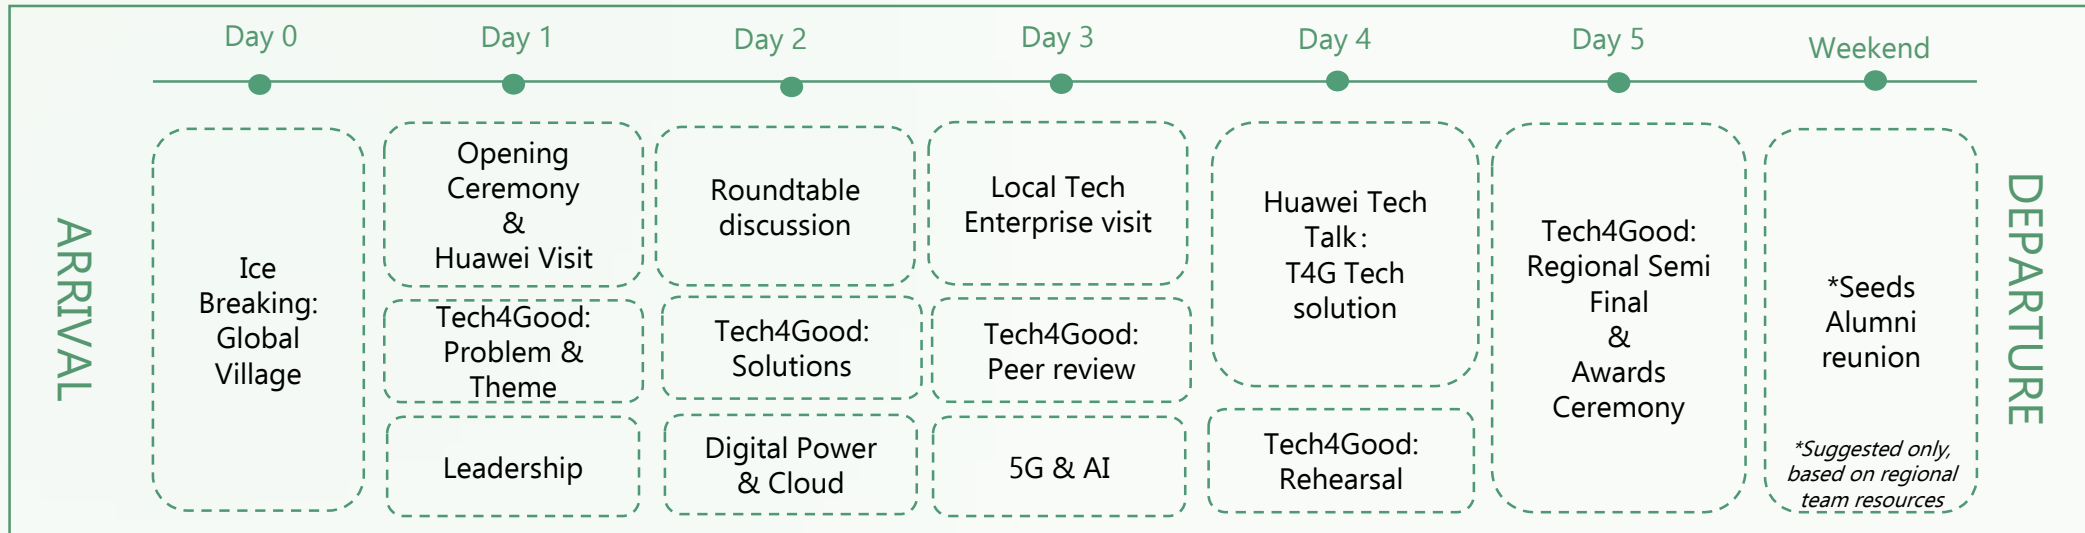 Day 0
Day 1
Day 2
Day 3
Day 4
Day 5
Weekend
ARRIVAL
Ice
Breaking:
Global
Village
Opening
Ceremony
&
Huawei Visit
Tech4Good:
Problem &
Theme
Leadership
Roundtable
discussion
Tech4Good:
Solutions
Digital Power
& Cloud
Local Tech
Enterprise visit
Tech4Good:
Peer review
5G & AI
Huawei Tech
Talk:
T4G Tech
solution
Tech4Good:
Rehearsal
Tech4Good:
Regional Semi
Final
&
Awards
Ceremony
*Seeds
Alumni
reunion
*Suggested only,
based on regional
team resources
DEPARTURE